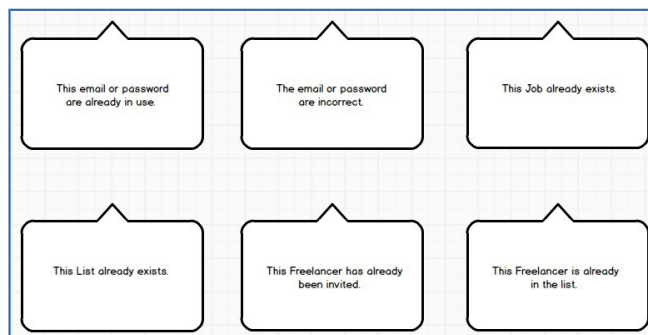 This email or password
are already in use.
The email or password
are incorrect.
This Job already exists.
This List already exists.
This Freelancer has already
been invited.
This Freelancer is already
in the list.